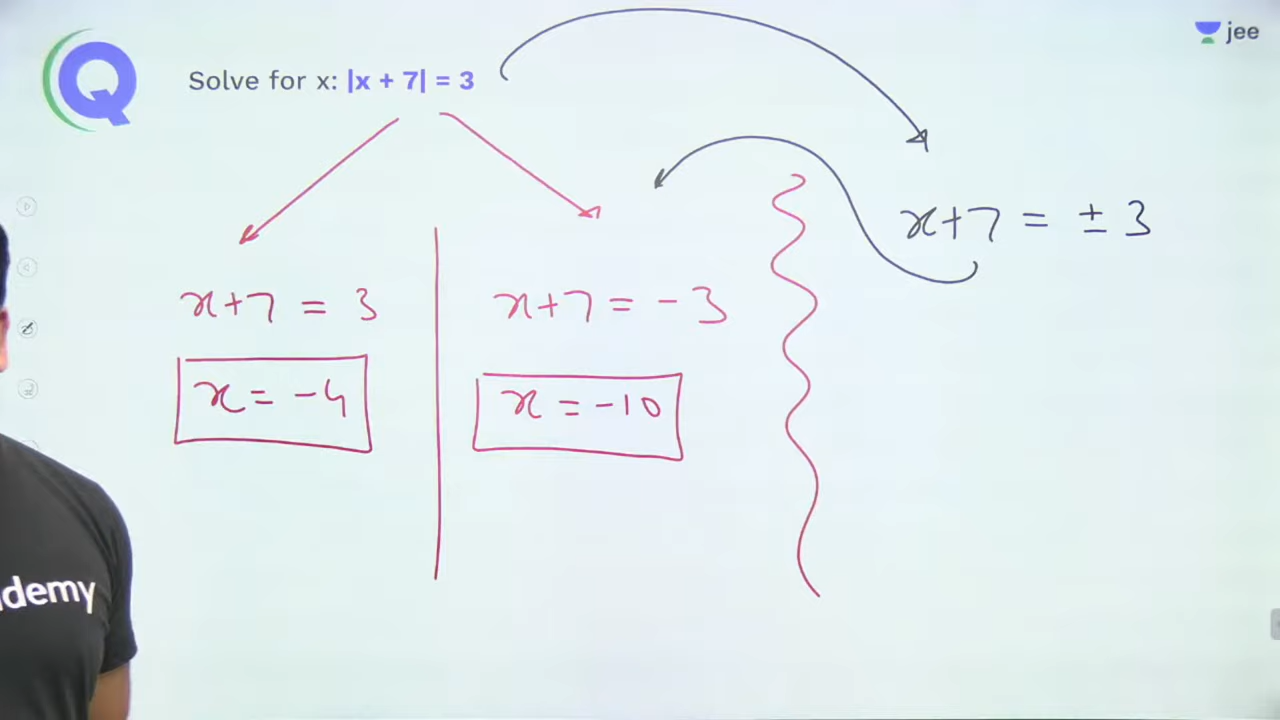 Solve for x: |x + 7| = 3
jee
x+7 = ± 3
x+7 = 3
x+7 = -3
x = -4
x = -10
demy